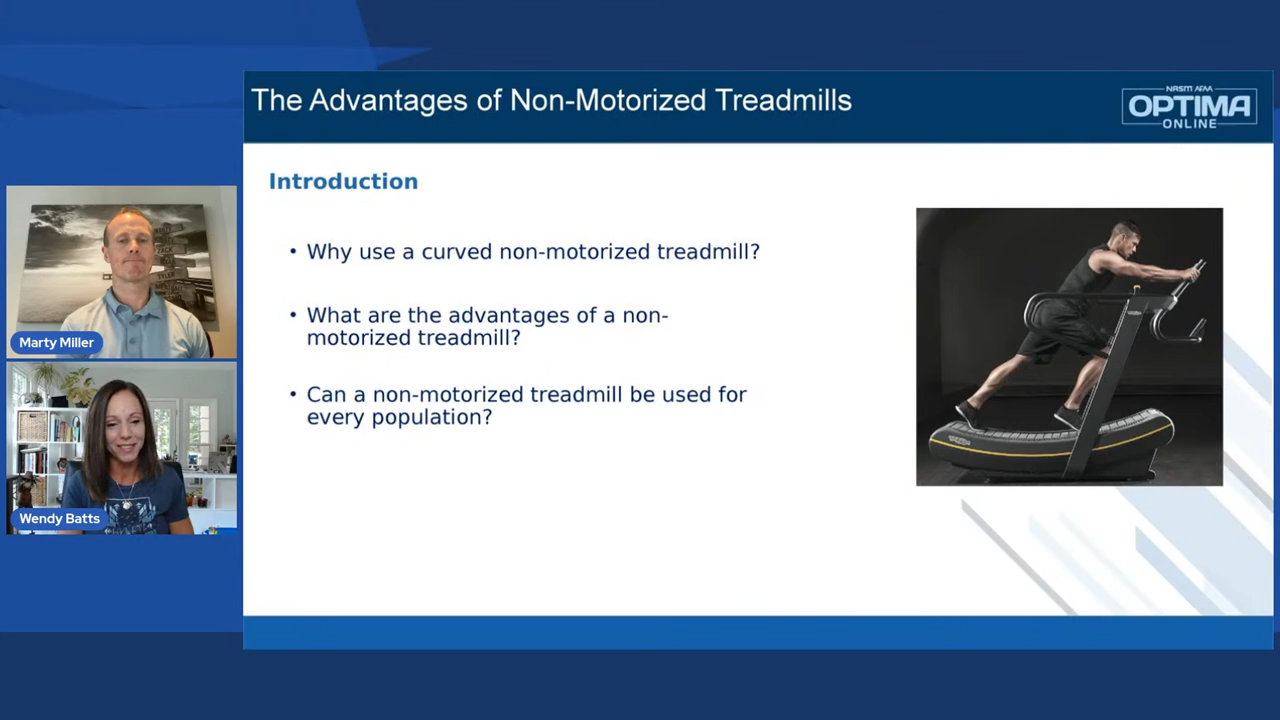 The Advantages of Non-Motorized Treadmills
NASM AFAA
OPTIMA
ONLINE
Introduction
• Why use a curved non-motorized treadmill?
• What are the advantages of a non-
motorized treadmill?
• Can a non-motorized treadmill be used for
every population?
TYLER
Marty Miller
Wendy Batts